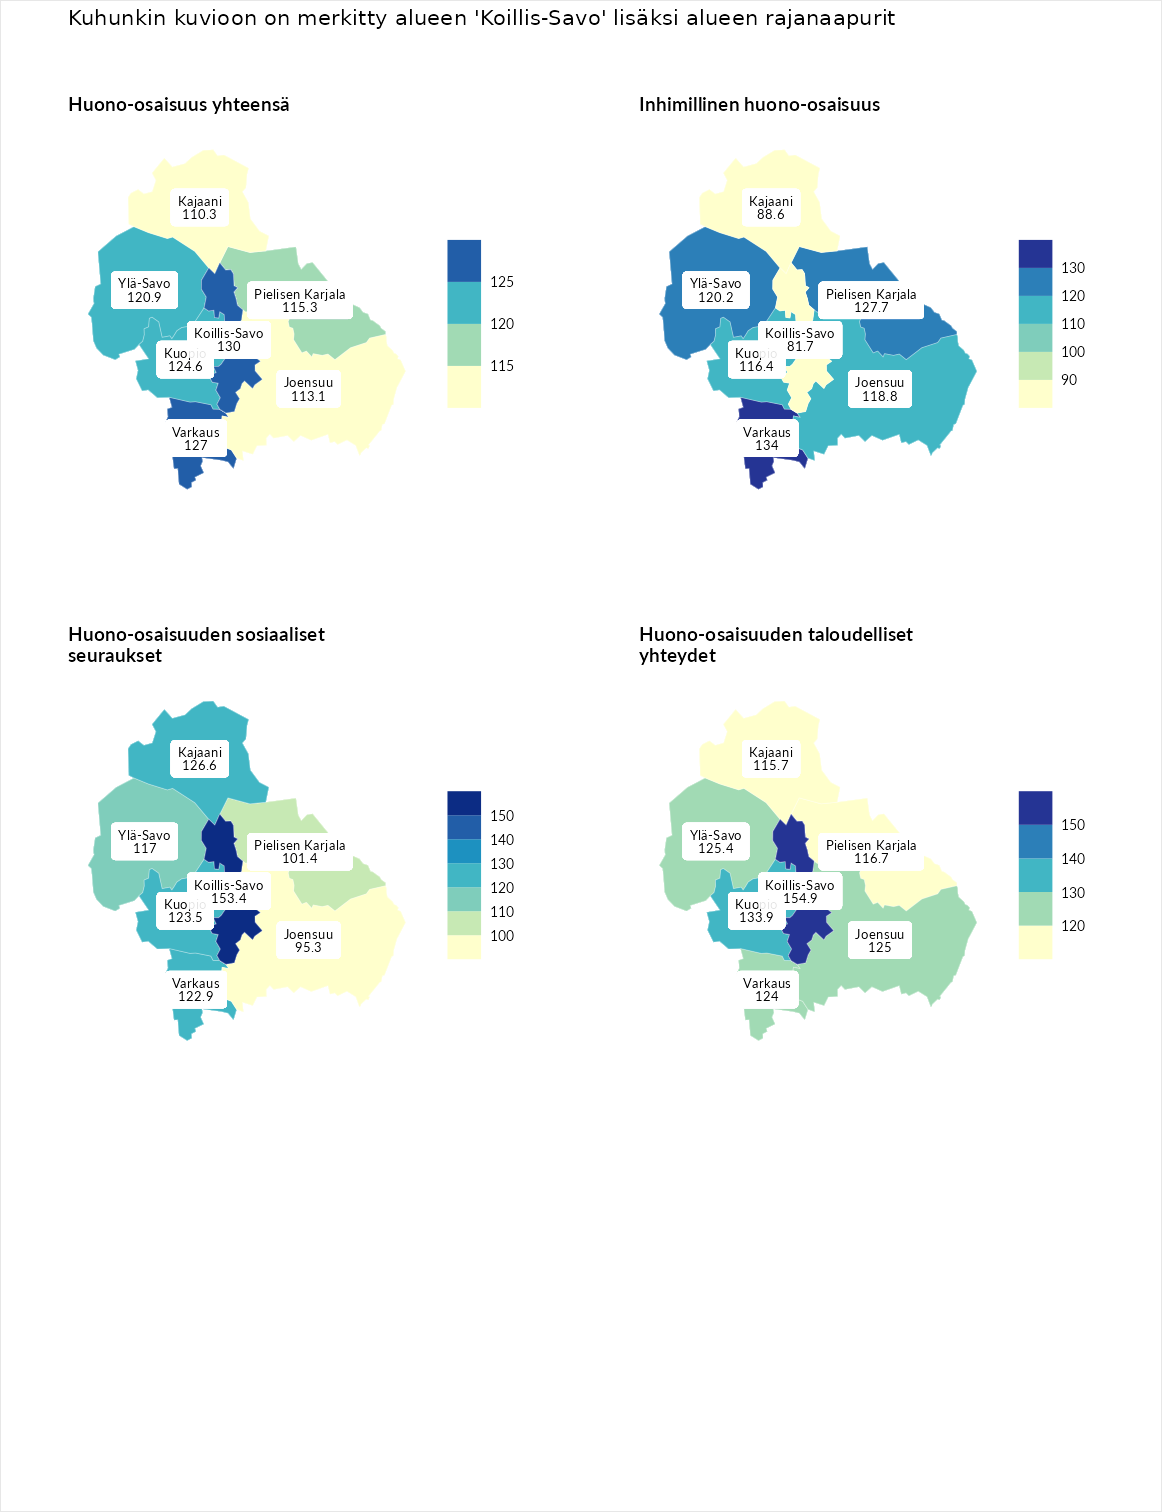 Kuhunkin kuvioon on merkitty alueen 'Koillis-Savo' lisäksi alueen rajanaapurit
Huono-osaisuus yhteensä
Kajaani
110.3
Ylä-Savo
120.9
Pielisen Karjala
115.3
Koillis-Savo
130
Kuopio
124.6
Joensuu
113.1
Varkaus
127
125
120
115
Inhimillinen huono-osaisuus
Kajaani
88.6
Ylä-Savo
120.2
Pielisen Karjala
127.7
Koillis-Savo
81.7
Kuopio
116.4
Joensuu
118.8
Varkaus
134
130
120
110
100
90
Huono-osaisuuden sosiaaliset
seuraukset
Kajaani
126.6
Ylä-Savo
117
Pielisen Karjala
101.4
Koillis-Savo
153.4
Kuopio
123.5
Joensuu
95.3
Varkaus
122.9
150
140
130
120
110
100
Huono-osaisuuden taloudelliset
yhteydet
Kajaani
115.7
Ylä-Savo
125.4
Pielisen Karjala
116.7
Koillis-Savo
154.9
Kuopio
133.9
Joensuu
125
Varkaus
124
150
140
130
120